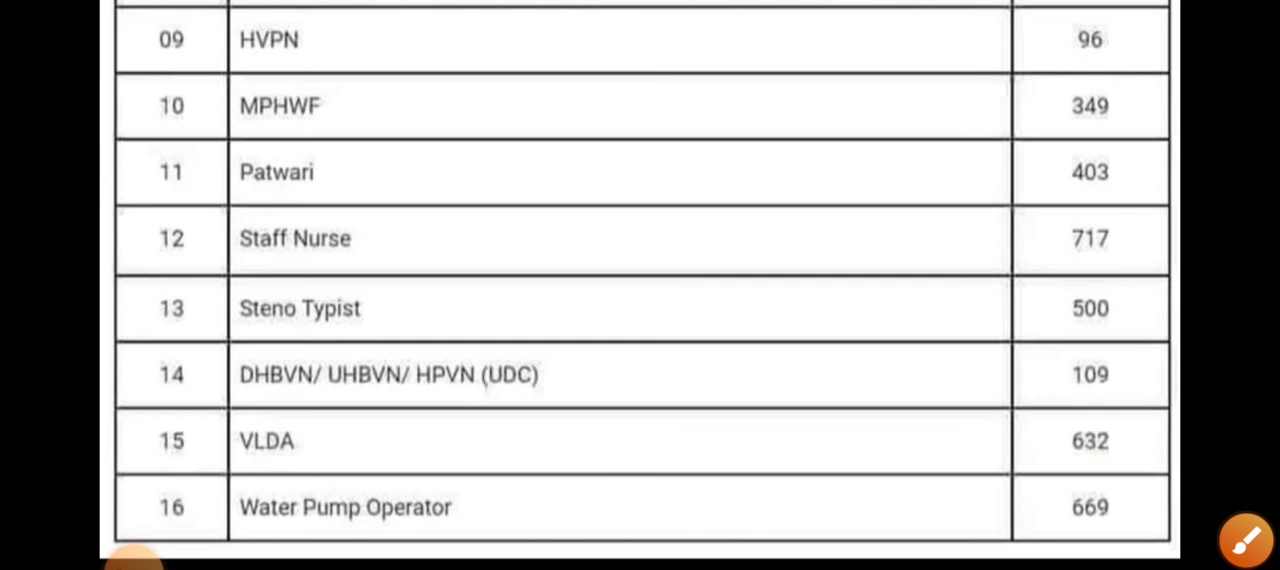 09 HVPN 96
10 MPHWF 349
11 Patwari 403
12 Staff Nurse 717
13 Steno Typist 500
14 DHBVN/ UHBVN/ HPVN (UDC) 109
15 VLDA 632
16 Water Pump Operator 669